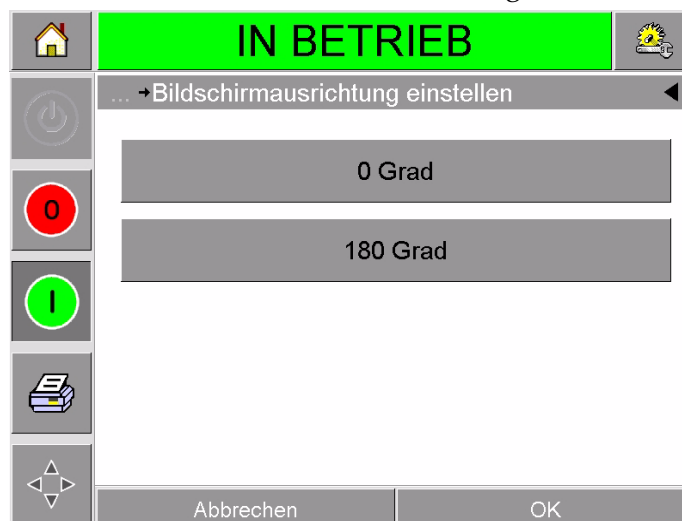 IN BETRIEB
... →Bildschirmausrichtung einstellen
0 Grad
0
180 Grad
I
Abbrechen OK